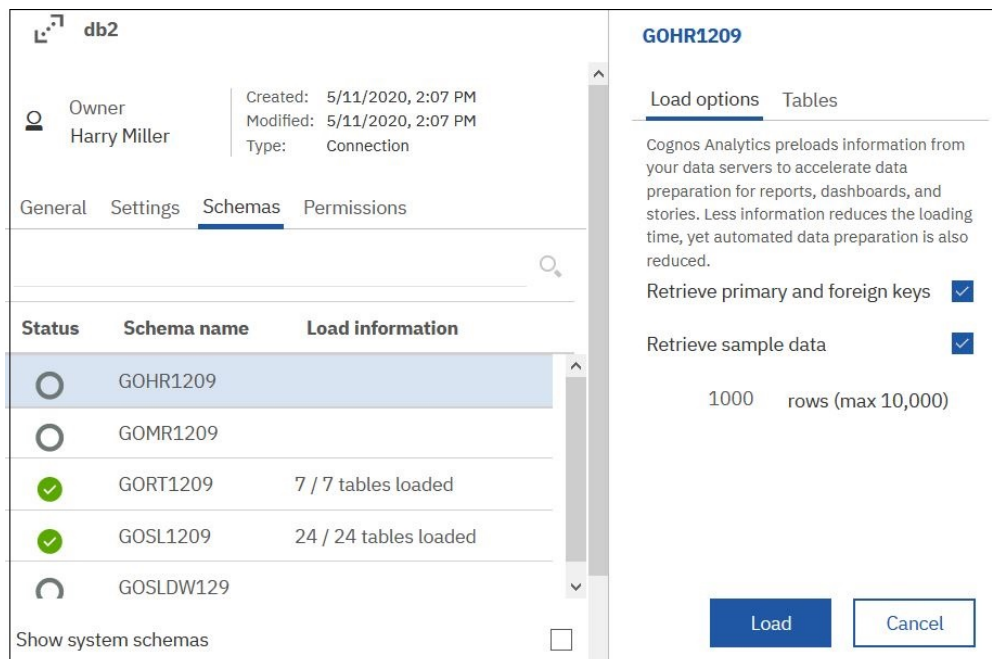 db2
Owner
Harry Miller
Created: 5/11/2020, 2:07 PM
Modified: 5/11/2020, 2:07 PM
Type: Connection
General Settings Schemas Permissions
Status Schema name Load information
GOHR1209
GOMR1209
GORT1209 7 / 7 tables loaded
GOSL1209 24 / 24 tables loaded
GOSLDW129
Show system schemas
GOHR1209
Load options Tables
Cognos Analytics preloads information from
your data servers to accelerate data
preparation for reports, dashboards, and
stories. Less information reduces the loading
time, yet automated data preparation is also
reduced.
Retrieve primary and foreign keys
Retrieve sample data
1000 rows (max 10,000)
Load Cancel